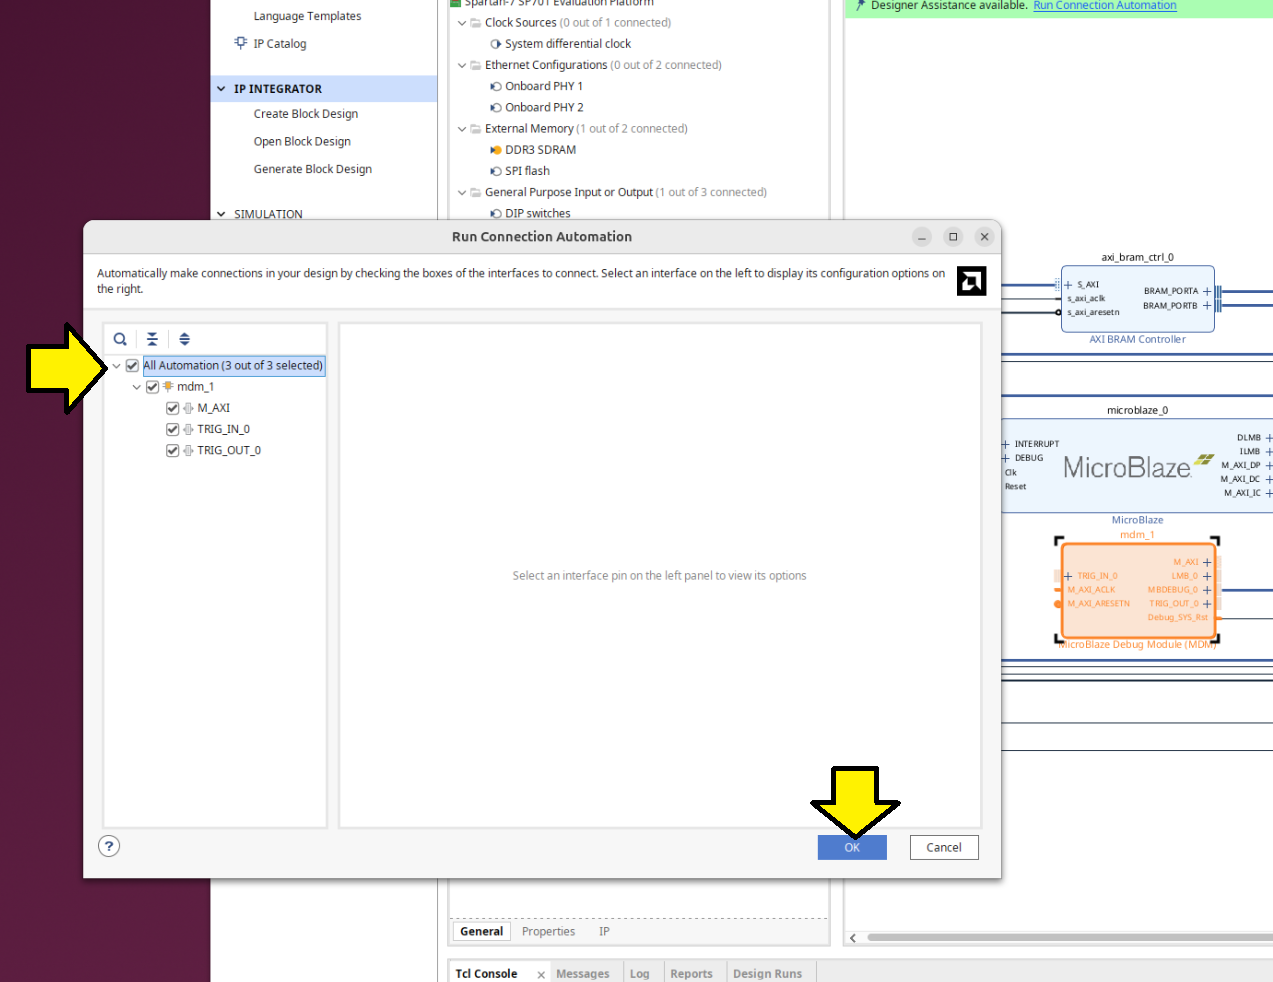 Language Templates
IP Catalog
IP INTEGRATOR
Create Block Design
Open Block Design
Generate Block Design
SIMULATION
Spartan-7 SP701 Evaluation Platform
Clock Sources (0 out of 1 connected)
System differential clock
Ethernet Configurations (0 out of 2 connected)
Onboard PHY 1
Onboard PHY 2
External Memory (1 out of 2 connected)
DDR3 SDRAM
SPI flash
General Purpose Input or Output (1 out of 3 connected)
DIP switches
Designer Assistance available. Run Connection Automation
Run Connection Automation
Automatically make connections in your design by checking the boxes of the interfaces to connect. Select an interface on the left to display its configuration options on
the right.
All Automation (3 out of 3 selected)
mdm_1
M_AXI
TRIG_IN_0
TRIG_OUT_0
Select an interface pin on the left panel to view its options
?
OK
Cancel
axi_bram_ctrl_0
S_AXI
s_axi_aclk
s_axi_aresetn
BRAM_PORTA
BRAM_PORTB
AXI BRAM Controller
microblaze_0
INTERRUPT
DEBUG
Clk
Reset
MicroBlaze
DLMB
ILMB
M_AXI_DP
M_AXI_DC
M_AXI_IC
MicroBlaze
mdm_1
TRIG_IN_0
M_AXI_ACLK
M_AXI_ARESETN
M_AXI
LMB_0
MBDEBUG_0
TRIG_OUT_0
Debug_SYS_Rst
MicroBlaze Debug Module (MDM)
General Properties IP
Tcl Console Messages Log Reports Design Runs